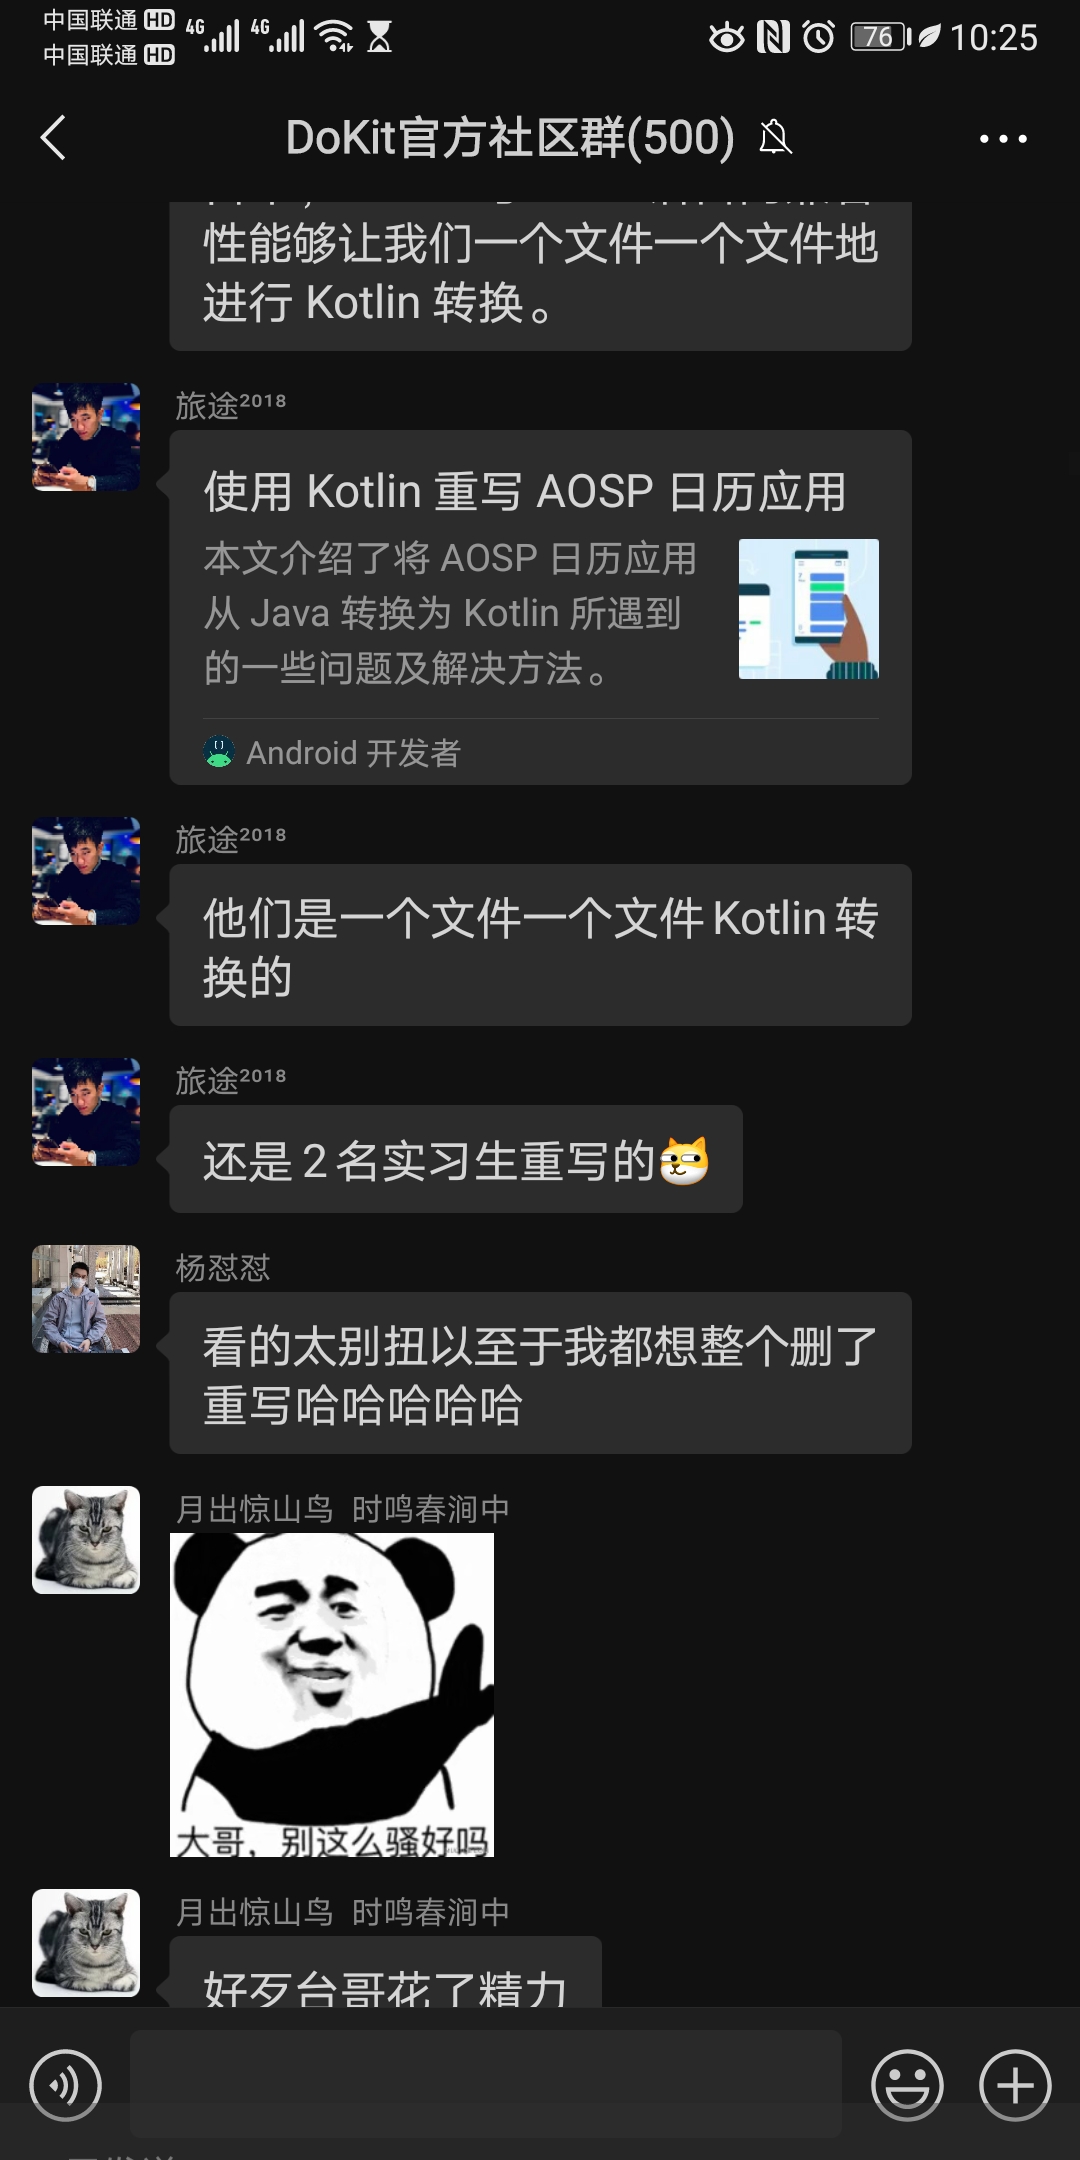 中国联通 HD 4G 4G 76 10:25
中国联通 HD
DoKit官方社区群(500)
性能够让我们一个文件一个文件地
进行 Kotlin 转换。
旅途²⁰¹⁸
使用 Kotlin 重写 AOSP 日历应用
本文介绍了将 AOSP 日历应用
从 Java 转换为 Kotlin 所遇到
的一些问题及解决方法。
Android 开发者
旅途²⁰¹⁸
他们是一个文件一个文件Kotlin转
换的
旅途²⁰¹⁸
还是2名实习生重写的
杨怼怼
看的太别扭以至于我都想整个删了
重写哈哈哈哈哈
月出惊山鸟 时鸣春涧中
大哥，别这么骚好吗
月出惊山鸟 时鸣春涧中
好歹台哥花了精力